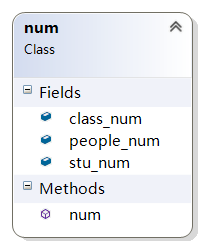 num
Class
Fields
class_num
people_num
stu_num
Methods
num